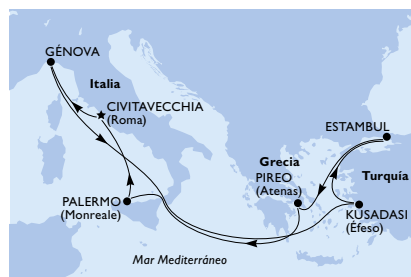 GÉNOVA
Italia
CIVITAVECCHIA
(Roma)
ESTAMBUL
Grecia
PIREO
(Atenas)
Turquía
PALERMO
(Monreale)
KUSADASI
(Éfeso)
Mar Mediterráneo